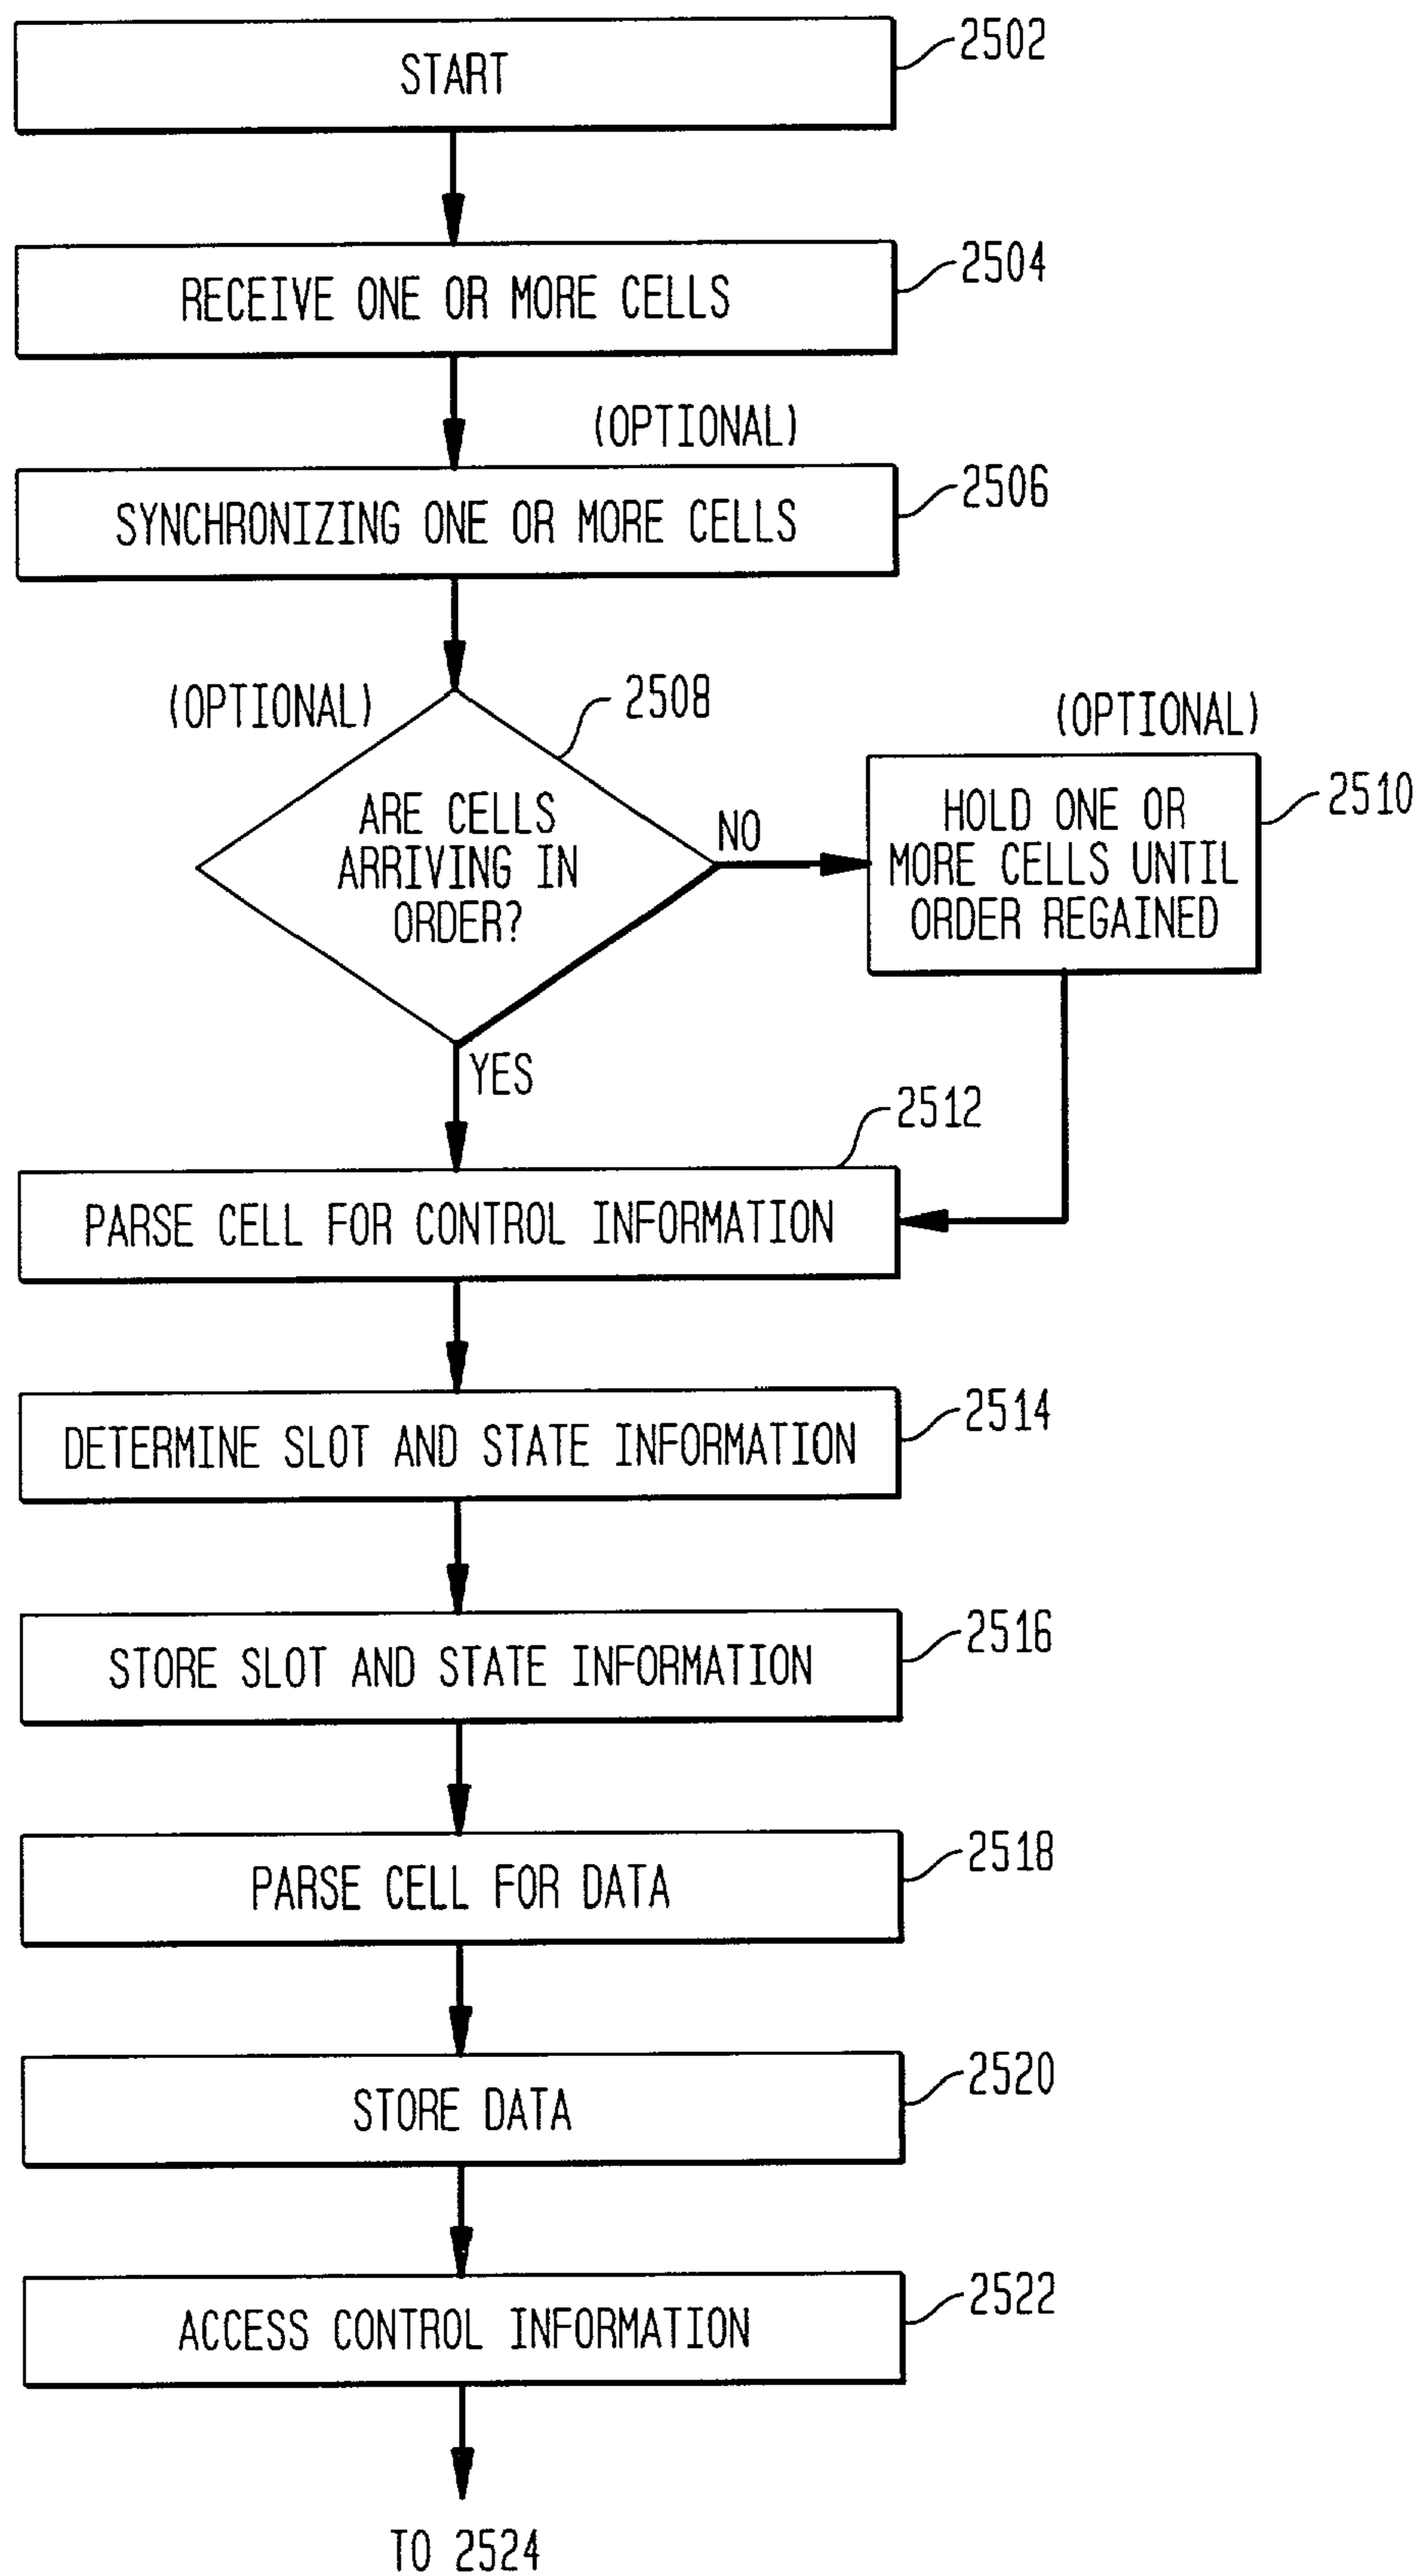 START
2502
RECEIVE ONE OR MORE CELLS
2504
(OPTIONAL)
SYNCHRONIZING ONE OR MORE CELLS
2506
(OPTIONAL)
2508
ARE CELLS
ARRIVING IN
ORDER?
NO
(OPTIONAL)
HOLD ONE OR
MORE CELLS UNTIL
ORDER REGAINED
2510
YES
2512
PARSE CELL FOR CONTROL INFORMATION
DETERMINE SLOT AND STATE INFORMATION
2514
STORE SLOT AND STATE INFORMATION
2516
PARSE CELL FOR DATA
2518
STORE DATA
2520
ACCESS CONTROL INFORMATION
2522
TO 2524